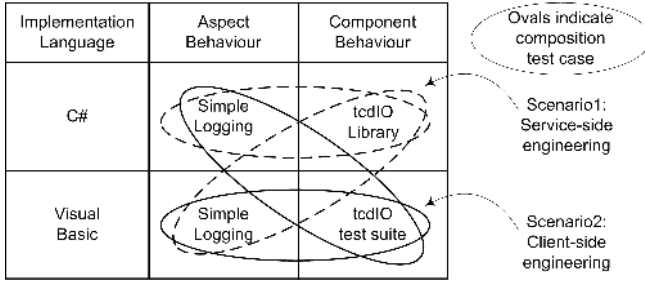 Implementation Language
Aspect Behaviour
Component Behaviour
C#
Simple Logging
tcdIO Library
Visual Basic
Simple Logging
tcdIO test suite
Ovals indicate composition test case
Scenario1: Service-side engineering
Scenario2: Client-side engineering